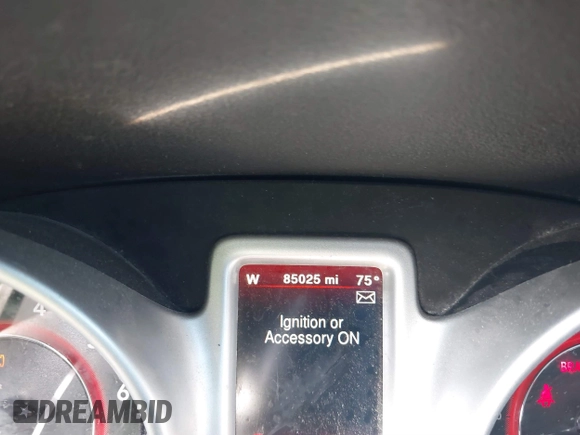 W 85025 mi 75°
Ignition or
Accessory ON
4
6
DREAMBID